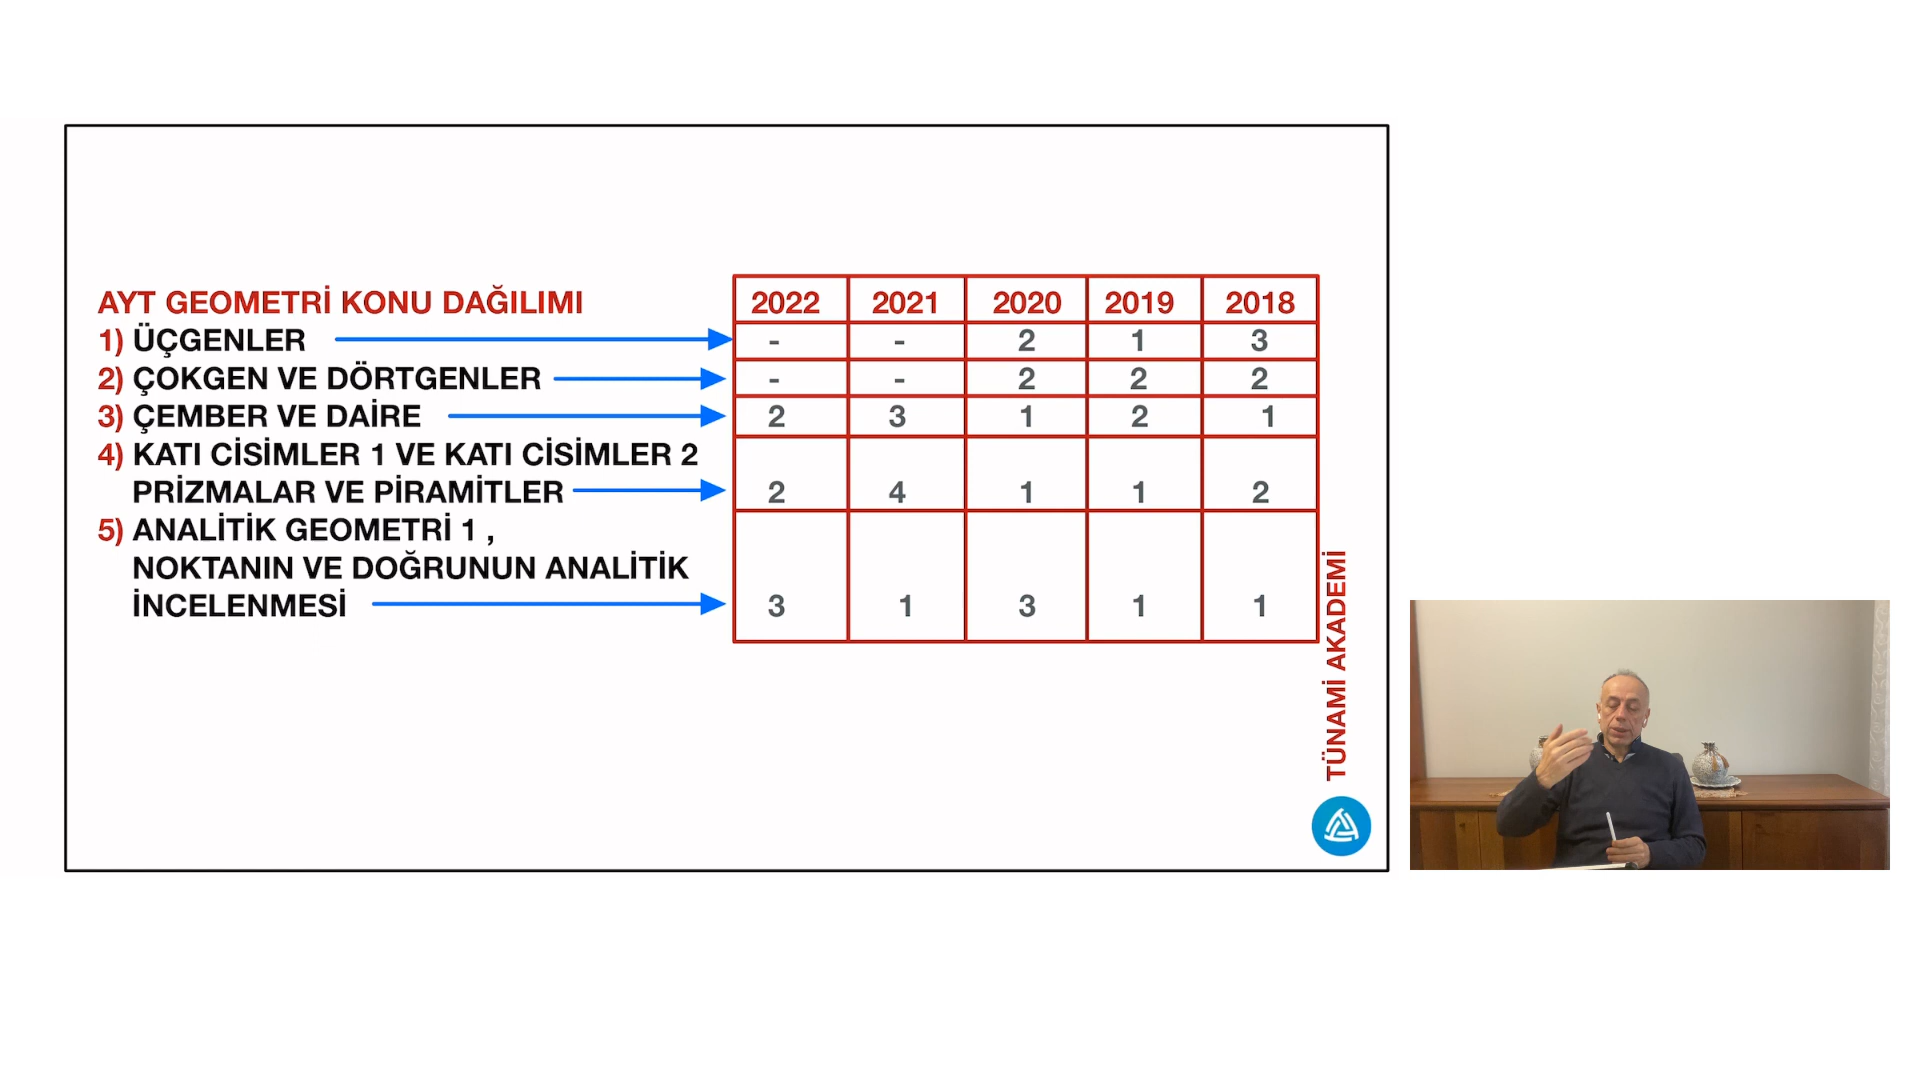 AYT GEOMETRİ KONU DAĞILIMI 2022 2021 2020 2019 2018
1) ÜÇGENLER - - 2 1 3
2) ÇOKGEN VE DÖRTGENLER - - 2 2 2
3) ÇEMBER VE DAİRE 2 3 1 2 1
4) KATI CİSİMLER 1 VE KATI CİSİMLER 2
PRİZMALAR VE PİRAMİTLER 2 4 1 1 2
5) ANALİTİK GEOMETRİ 1 ,
NOKTANIN VE DOĞRUNUN ANALİTİK
İNCELENMESİ 3 1 3 1 1
TÜNAMİ AKADEMİ